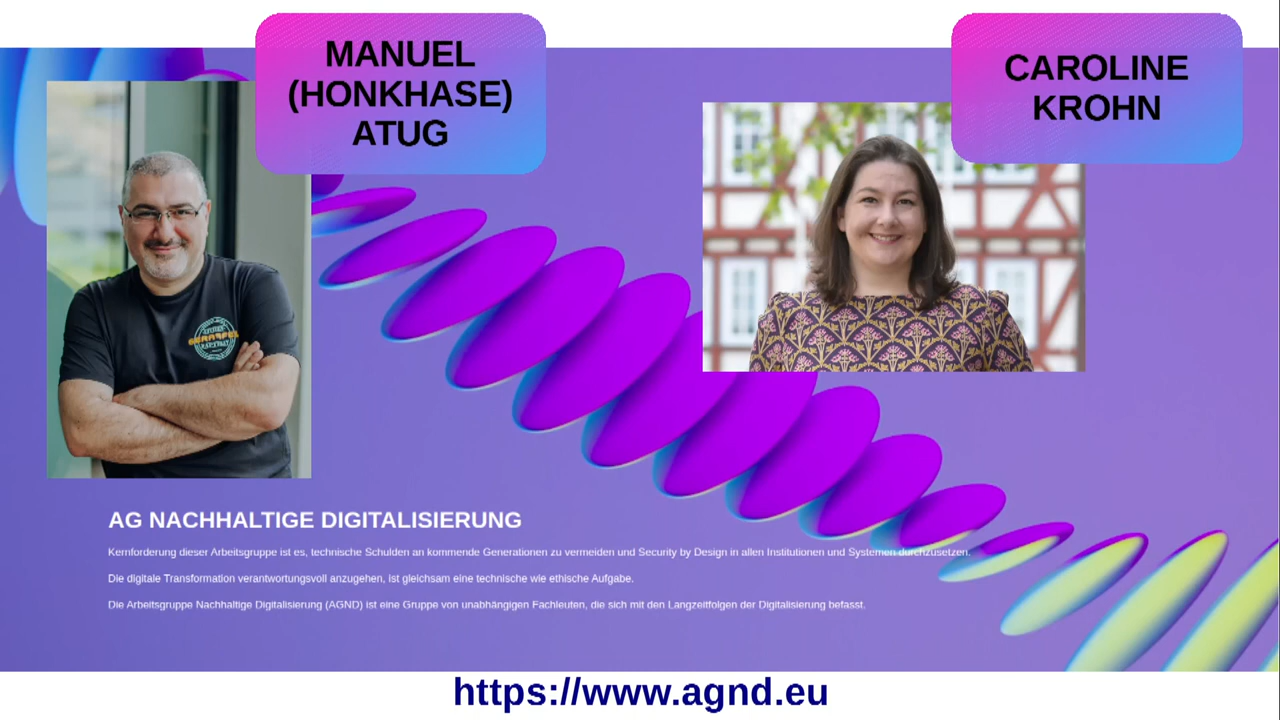 MANUEL
(HONKHASE)
ATUG
CAROLINE
KROHN
AG NACHHALTIGE DIGITALISIERUNG
Kernforderung dieser Arbeitsgruppe ist es, technische Schulden an kommende Generationen zu vermeiden und Security by Design in allen Institutionen und Systemen durchzusetzen.
Die digitale Transformation verantwortungsvoll anzugehen, ist gleichsam eine technische wie ethische Aufgabe.
Die Arbeitsgruppe Nachhaltige Digitalisierung (AGND) ist eine Gruppe von unabhängigen Fachleuten, die sich mit den Langzeitfolgen der Digitalisierung befasst.
https://www.agnd.eu